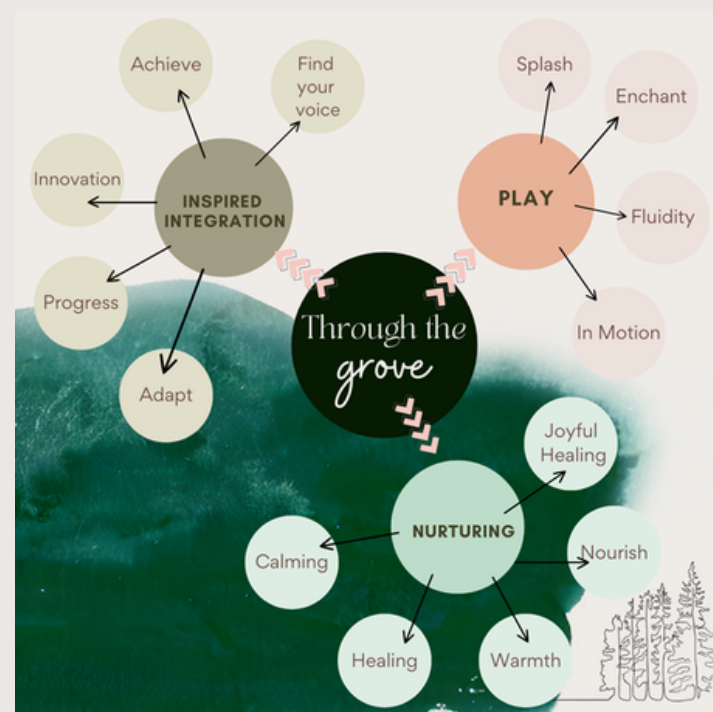 Achieve
Find
your
voice
Innovation
INSPIRED
INTEGRATION
Progress
Adapt
Splash
Enchant
PLAY
Fluidity
In Motion
Through the
grove
Joyful
Healing
NURTURING
Calming
Nourish
Healing
Warmth